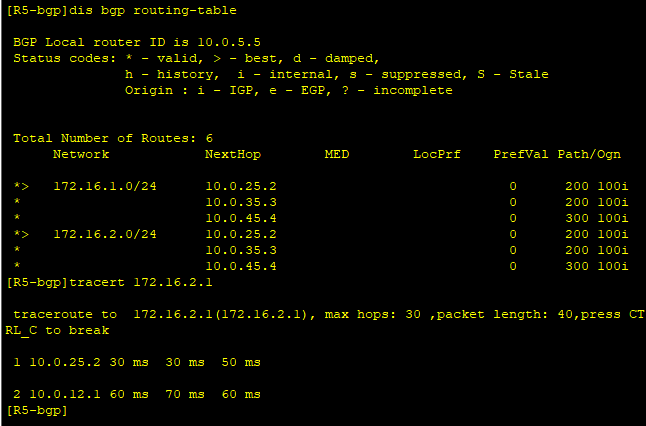 [R5-bgp]dis bgp routing-table
BGP Local router ID is 10.0.5.5
Status codes: * - valid, > - best, d - damped,
h - history,  i - internal, s - suppressed, S - Stale
Origin : i - IGP, e - EGP, ? - incomplete
Total Number of Routes: 6
Network NextHop MED LocPrf PrefVal Path/Ogn
*> 172.16.1.0/24 10.0.25.2 0 200 100i
* 10.0.35.3 0 200 100i
* 10.0.45.4 0 300 100i
*> 172.16.2.0/24 10.0.25.2 0 200 100i
* 10.0.35.3 0 200 100i
* 10.0.45.4 0 300 100i
[R5-bgp]tracert 172.16.2.1
traceroute to  172.16.2.1(172.16.2.1), max hops: 30 ,packet length: 40,press CT
RL_C to break
1 10.0.25.2 30 ms  30 ms  50 ms
2 10.0.12.1 60 ms  70 ms  60 ms
[R5-bgp]